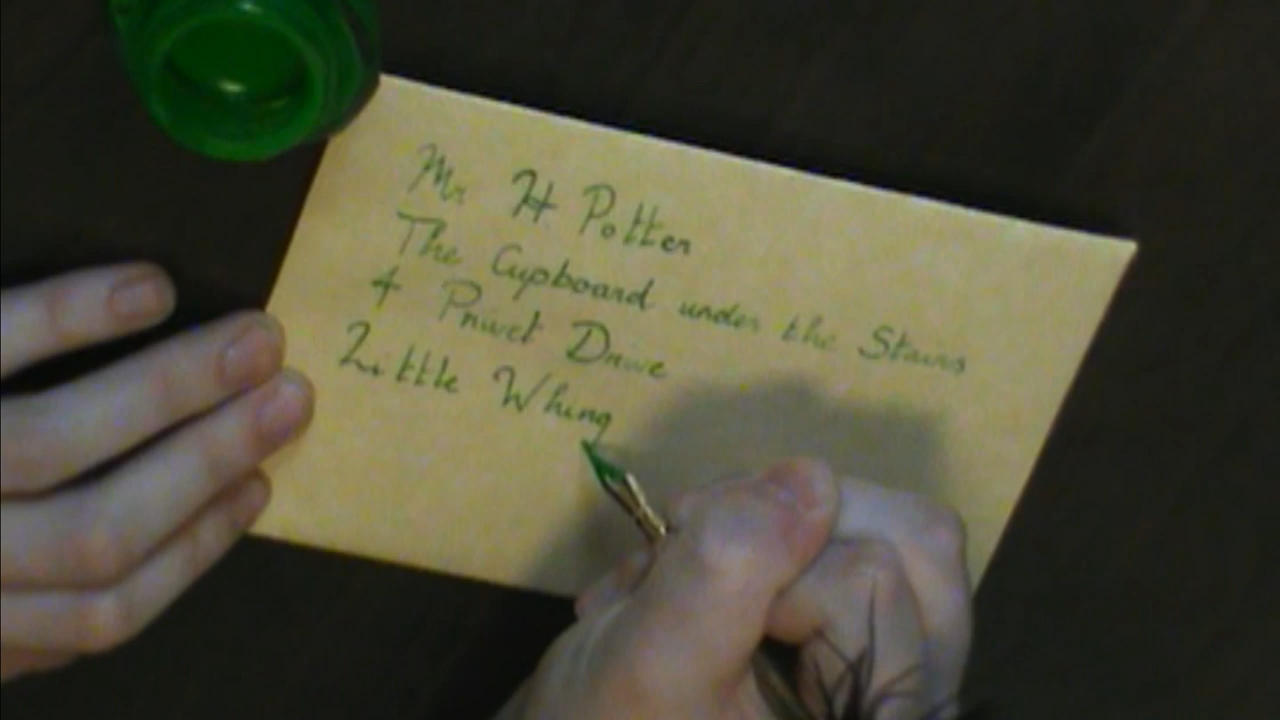 Mr H Potter
The Cupboard under the Stairs
4 Privet Drive
Little Whing